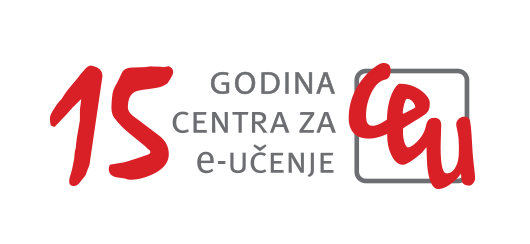 15
GODINA
CENTRA ZA
e-UČENJE
ceu